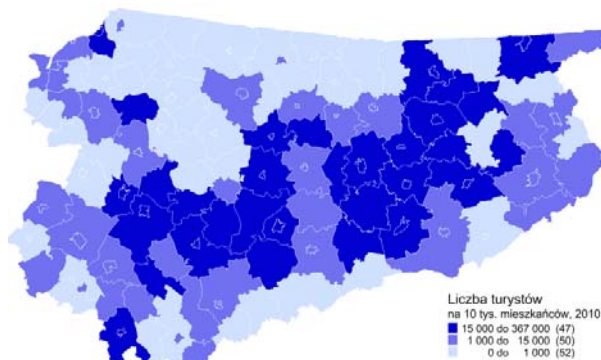 Liczba turystów
na 10 tys. mieszkańców, 2010
15 000 do 367 000 (47)
1 000 do 15 000 (50)
0 do 1 000 (52)